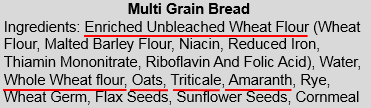 Multi Grain Bread
Ingredients: Enriched Unbleached Wheat Flour (Wheat
Flour, Malted Barley Flour, Niacin, Reduced Iron,
Thiamin Mononitrate, Riboflavin And Folic Acid), Water,
Whole Wheat flour, Oats, Triticale, Amaranth, Rye,
Wheat Germ, Flax Seeds, Sunflower Seeds, Cornmeal